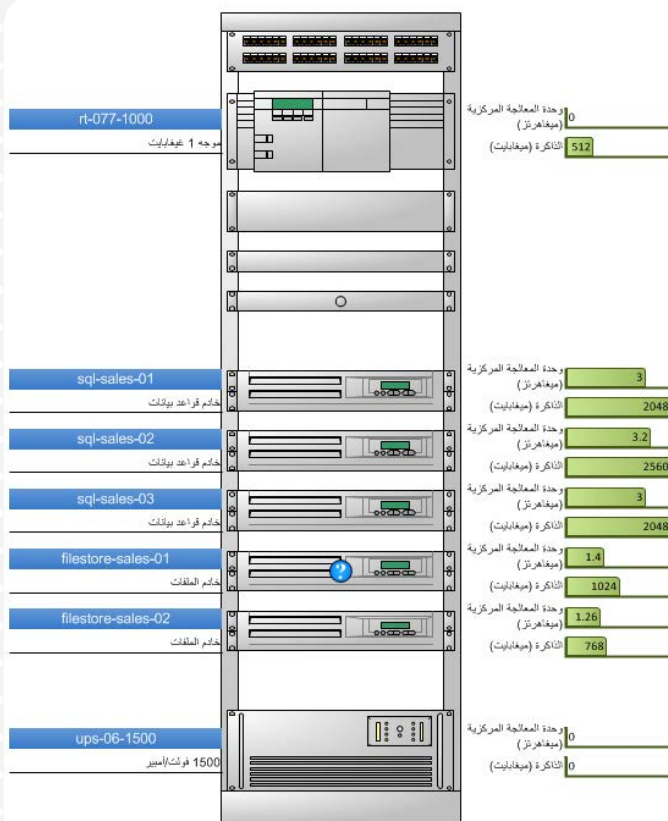 rt-077-1000
موجه 1 غيغابايت
وحدة المعالجة المركزية
(ميغاهرتز)
0
الذاكرة (ميغابايت)
512
sql-sales-01
خادم قواعد بيانات
وحدة المعالجة المركزية
(ميغاهرتز)
3
الذاكرة (ميغابايت)
2048
sql-sales-02
خادم قواعد بيانات
وحدة المعالجة المركزية
(ميغاهرتز)
3.2
الذاكرة (ميغابايت)
2560
sql-sales-03
خادم قواعد بيانات
وحدة المعالجة المركزية
(ميغاهرتز)
3
الذاكرة (ميغابايت)
2048
filestore-sales-01
خادم الملفات
?
وحدة المعالجة المركزية
(ميغاهرتز)
1.4
الذاكرة (ميغابايت)
1024
filestore-sales-02
خادم الملفات
وحدة المعالجة المركزية
(ميغاهرتز)
1.26
الذاكرة (ميغابايت)
768
ups-06-1500
1500 فولت/أمبير
وحدة المعالجة المركزية
(ميغاهرتز)
0
الذاكرة (ميغابايت)
0